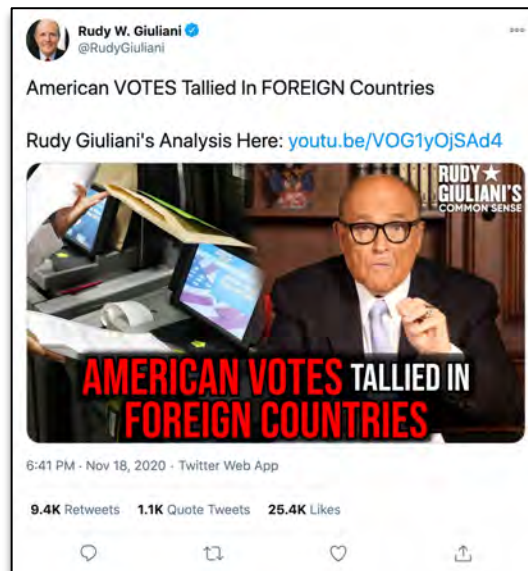 Rudy W. Giuliani
@RudyGiuliani
American VOTES Tallied In FOREIGN Countries
Rudy Giuliani's Analysis Here: youtu.be/VOG1yOjSAd4
RUDY★
GIULIANI'S
COMMON SENSE
AMERICAN VOTES TALLIED IN
FOREIGN COUNTRIES
6:41 PM · Nov 18, 2020 · Twitter Web App
9.4K Retweets 1.1K Quote Tweets 25.4K Likes